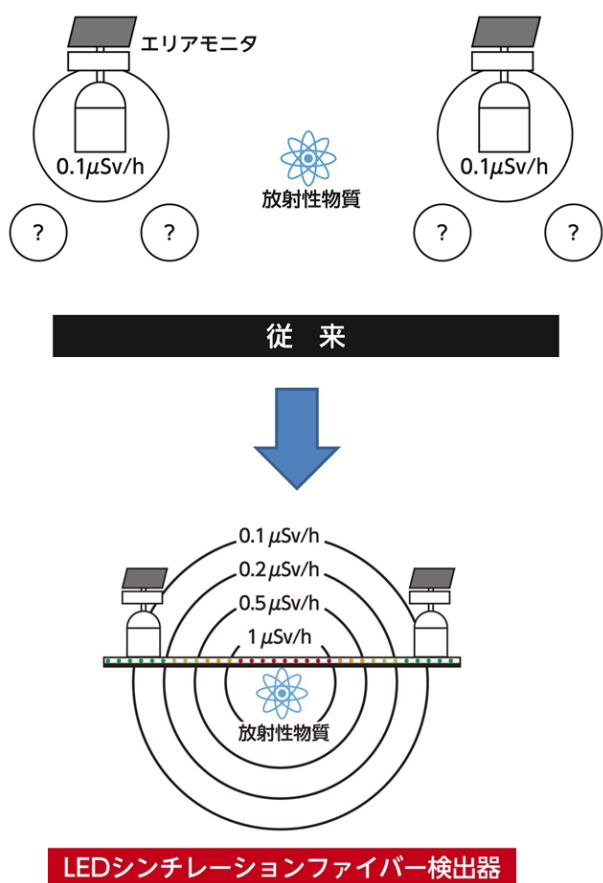 エリアモニタ
0.1μSv/h
0.1μSv/h
放射性物質
?
?
?
?
従 来
0.1μSv/h
0.2μSv/h
0.5μSv/h
1μSv/h
放射性物質
LEDシンチレーションファイバー検出器